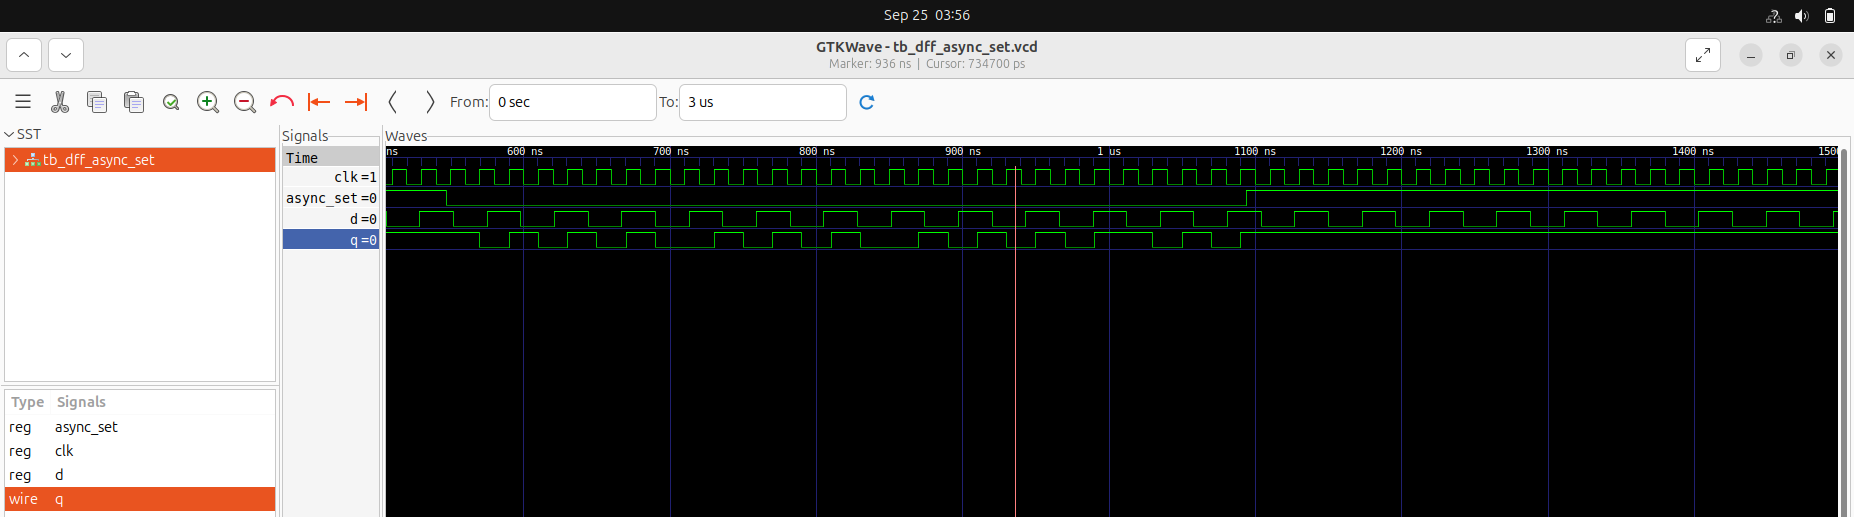 Sep 25 03:56
GTKWave - tb_dff_async_set.vcd
Marker: 936 ns | Cursor: 734700 ps
From: 0 sec To: 3 us
SST
tb_dff_async_set
Type Signals
reg async_set
reg clk
reg d
wire q
Signals
Time
clk=1
async_set=0
d=0
q=0
Waves
ns 600 ns 700 ns 800 ns 900 ns 1 us 1100 ns 1200 ns 1300 ns 1400 ns 1500